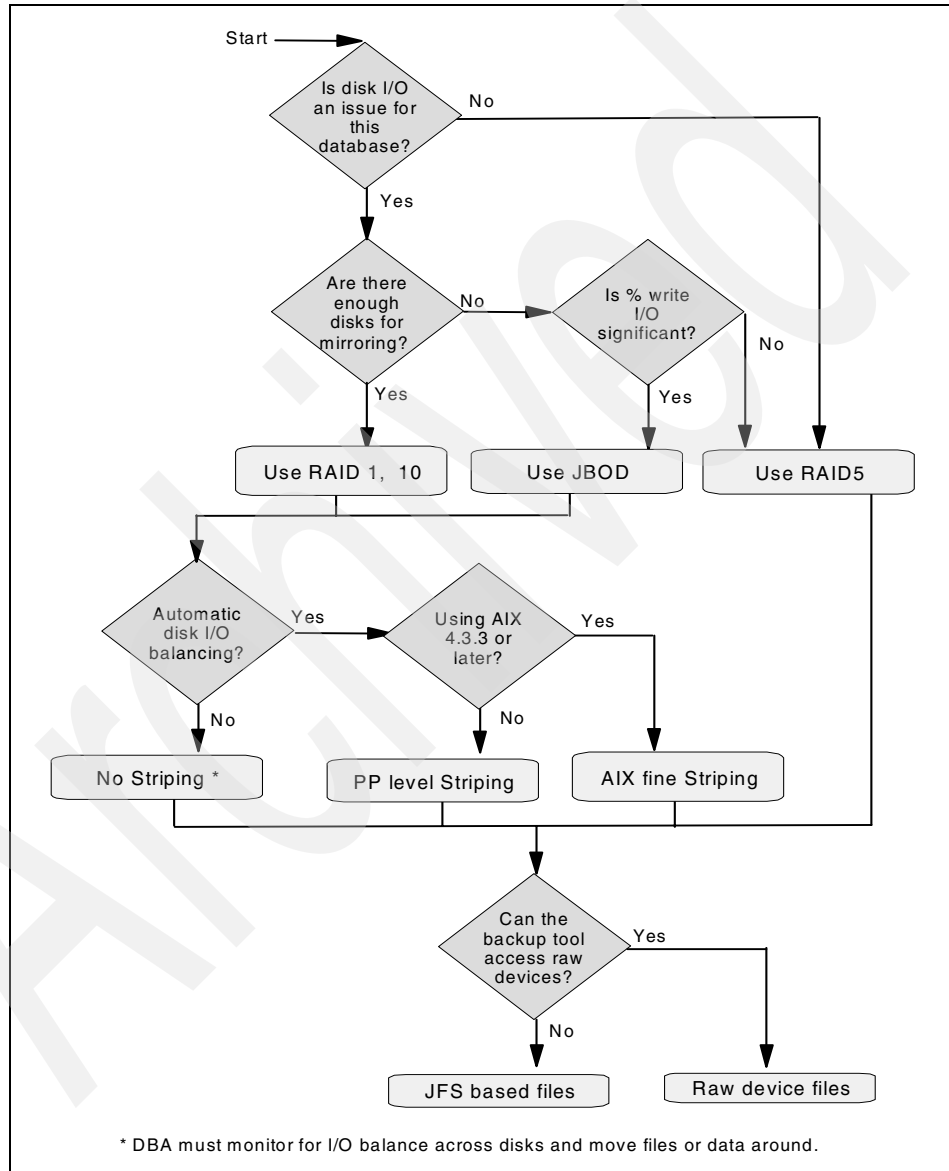 Start
Is disk I/O
an issue for
this
database?
No
Yes
Are there
enough
disks for
mirroring?
No
Is % write
I/O
significant?
No
Yes
Yes
Use RAID 1, 10
Use JBOD
Use RAID5
Automatic
disk I/O
balancing?
Yes
Using AIX
4.3.3 or
later?
Yes
No
No
No Striping *
PP level Striping
AIX fine Striping
Can the
backup tool
access raw
devices?
Yes
No
JFS based files
Raw device files
* DBA must monitor for I/O balance across disks and move files or data around.
Archived